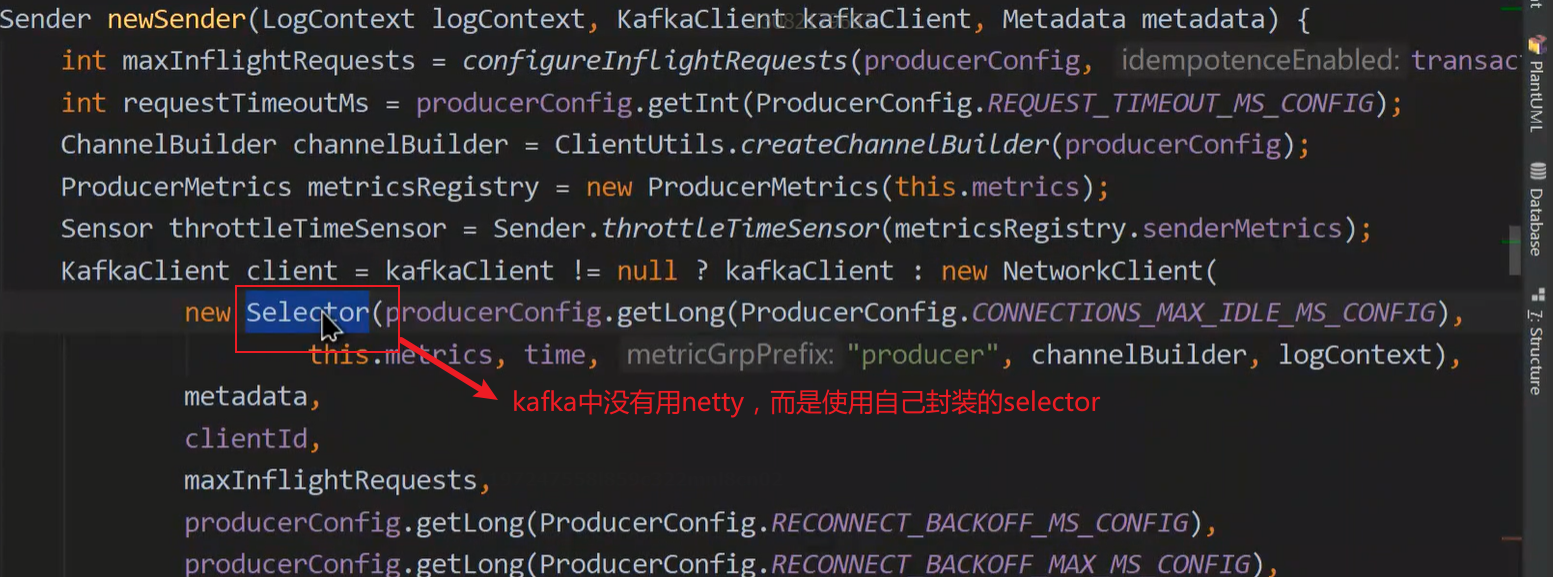 Sender newSender(LogContext logContext, KafkaClient kafkaClient, Metadata metadata) {
int maxInflightRequests = configureInflightRequests(producerConfig, idempotenceEnabled: transac
int requestTimeoutMs = producerConfig.getInt(ProducerConfig.REQUEST_TIMEOUT_MS_CONFIG);
ChannelBuilder channelBuilder = ClientUtils.createChannelBuilder(producerConfig);
ProducerMetrics metricsRegistry = new ProducerMetrics(this.metrics);
Sensor throttleTimeSensor = Sender.throttleTimeSensor(metricsRegistry.senderMetrics);
KafkaClient client = kafkaClient != null ? kafkaClient : new NetworkClient(
new Selector(producerConfig.getLong(ProducerConfig.CONNECTIONS_MAX_IDLE_MS_CONFIG),
this.metrics, time, metricGrpPrefix: "producer", channelBuilder, logContext),
metadata,
kafka中没有用netty，而是使用自己封装的selector
clientId,
maxInflightRequests,
producerConfig.getLong(ProducerConfig.RECONNECT_BACKOFF_MS_CONFIG),
producerConfig.getLong(ProducerConfig.RECONNECT_BACKOFF_MAX_MS_CONFIG),
PlantUML
Database
7: Structure